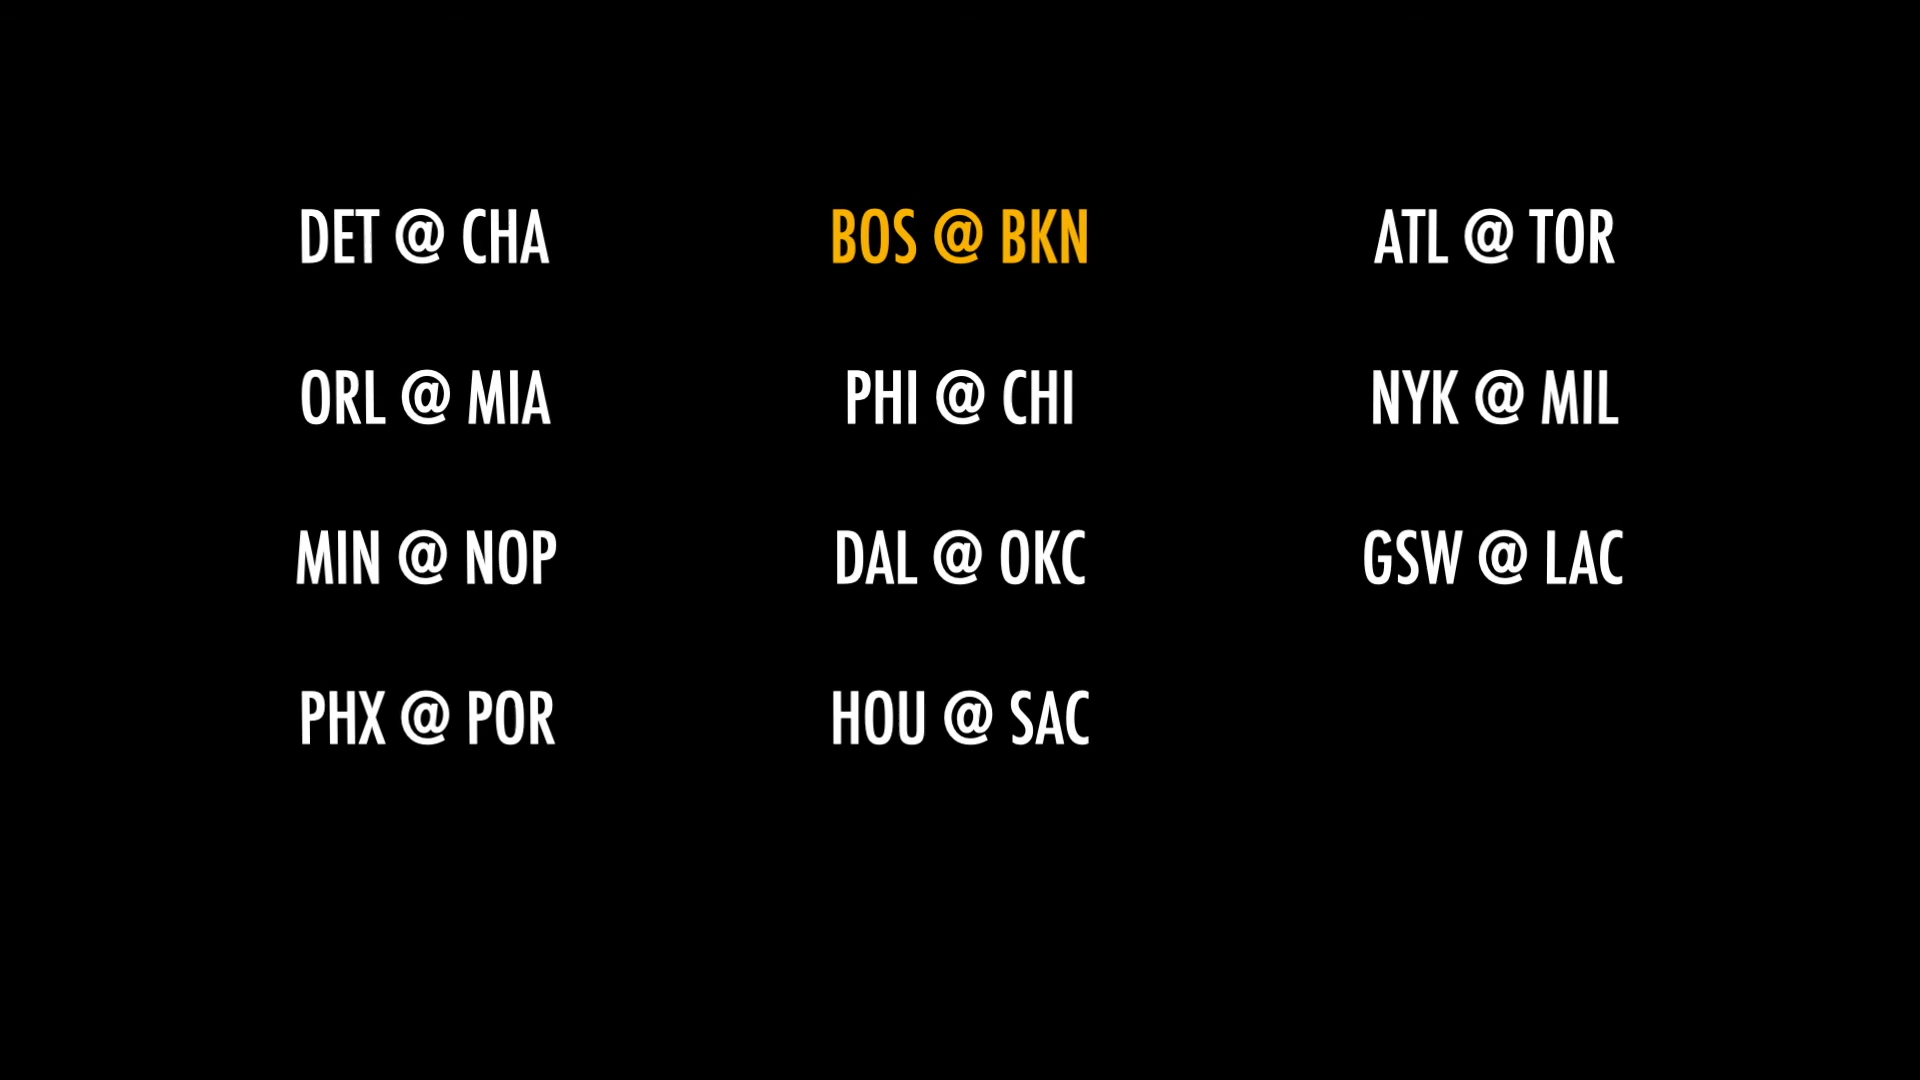 DET @ CHA
BOS @ BKN
ATL @ TOR
ORL @ MIA
PHI @ CHI
NYK @ MIL
MIN @ NOP
DAL @ OKC
GSW @ LAC
PHX @ POR
HOU @ SAC